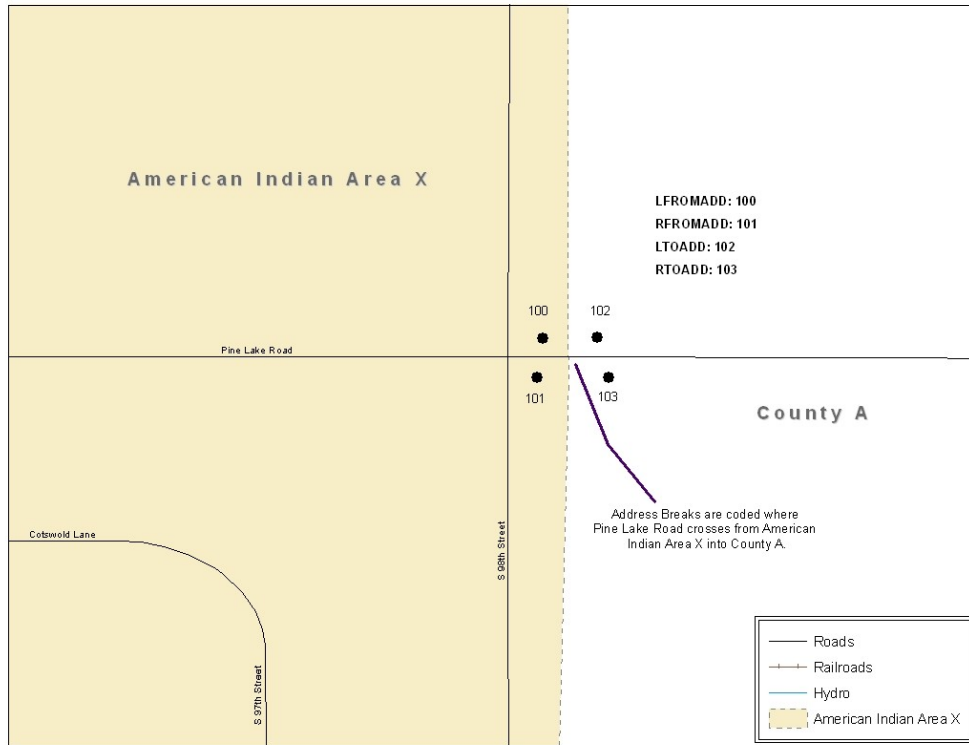 American Indian Area X
LFROMADD: 100
RFROMADD: 101
LTOADD: 102
RTOADD: 103
100
102
Pine Lake Road
101
103
County A
Address Breaks are coded where
Pine Lake Road crosses from American
Indian Area X into County A.
Cotswold Lane
S 98th Street
S 97th Street
Roads
Railroads
Hydro
American Indian Area X